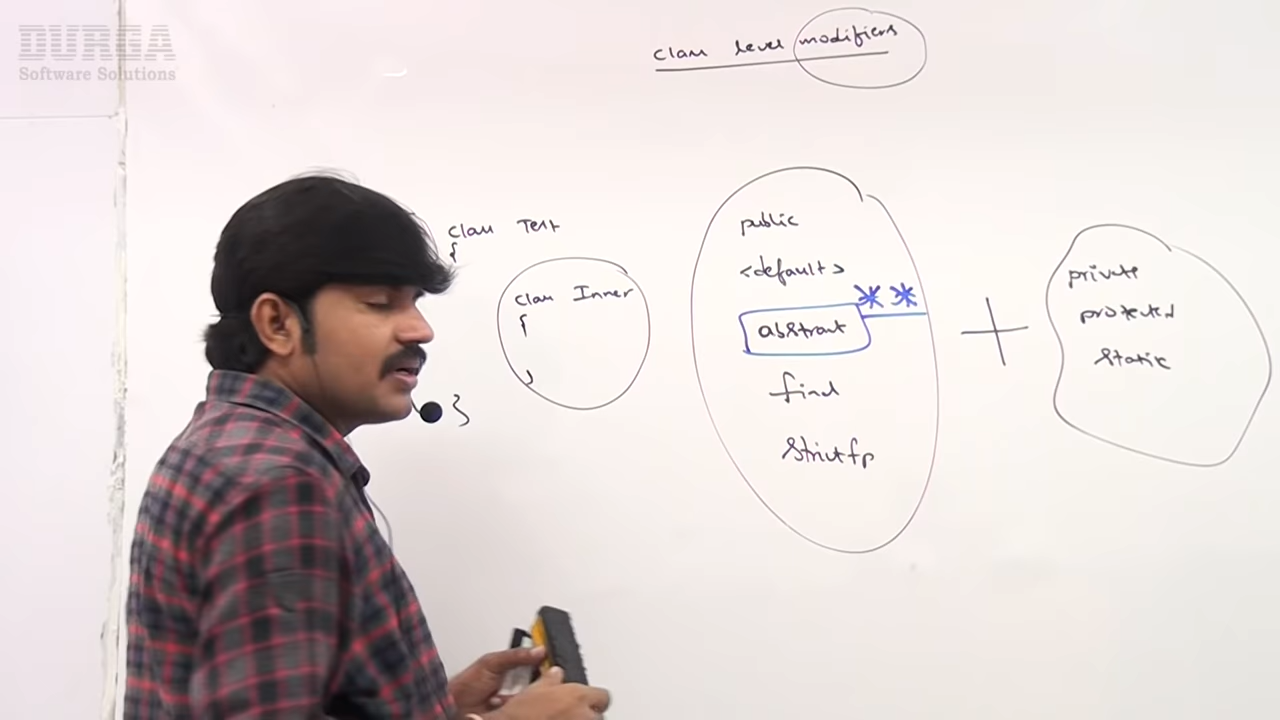 DURGA
Software Solutions
class level modifiers
class Test
{
class Inner
{
}
}
public
<default>
abstract
**
final
strictfp
+
private
protected
static